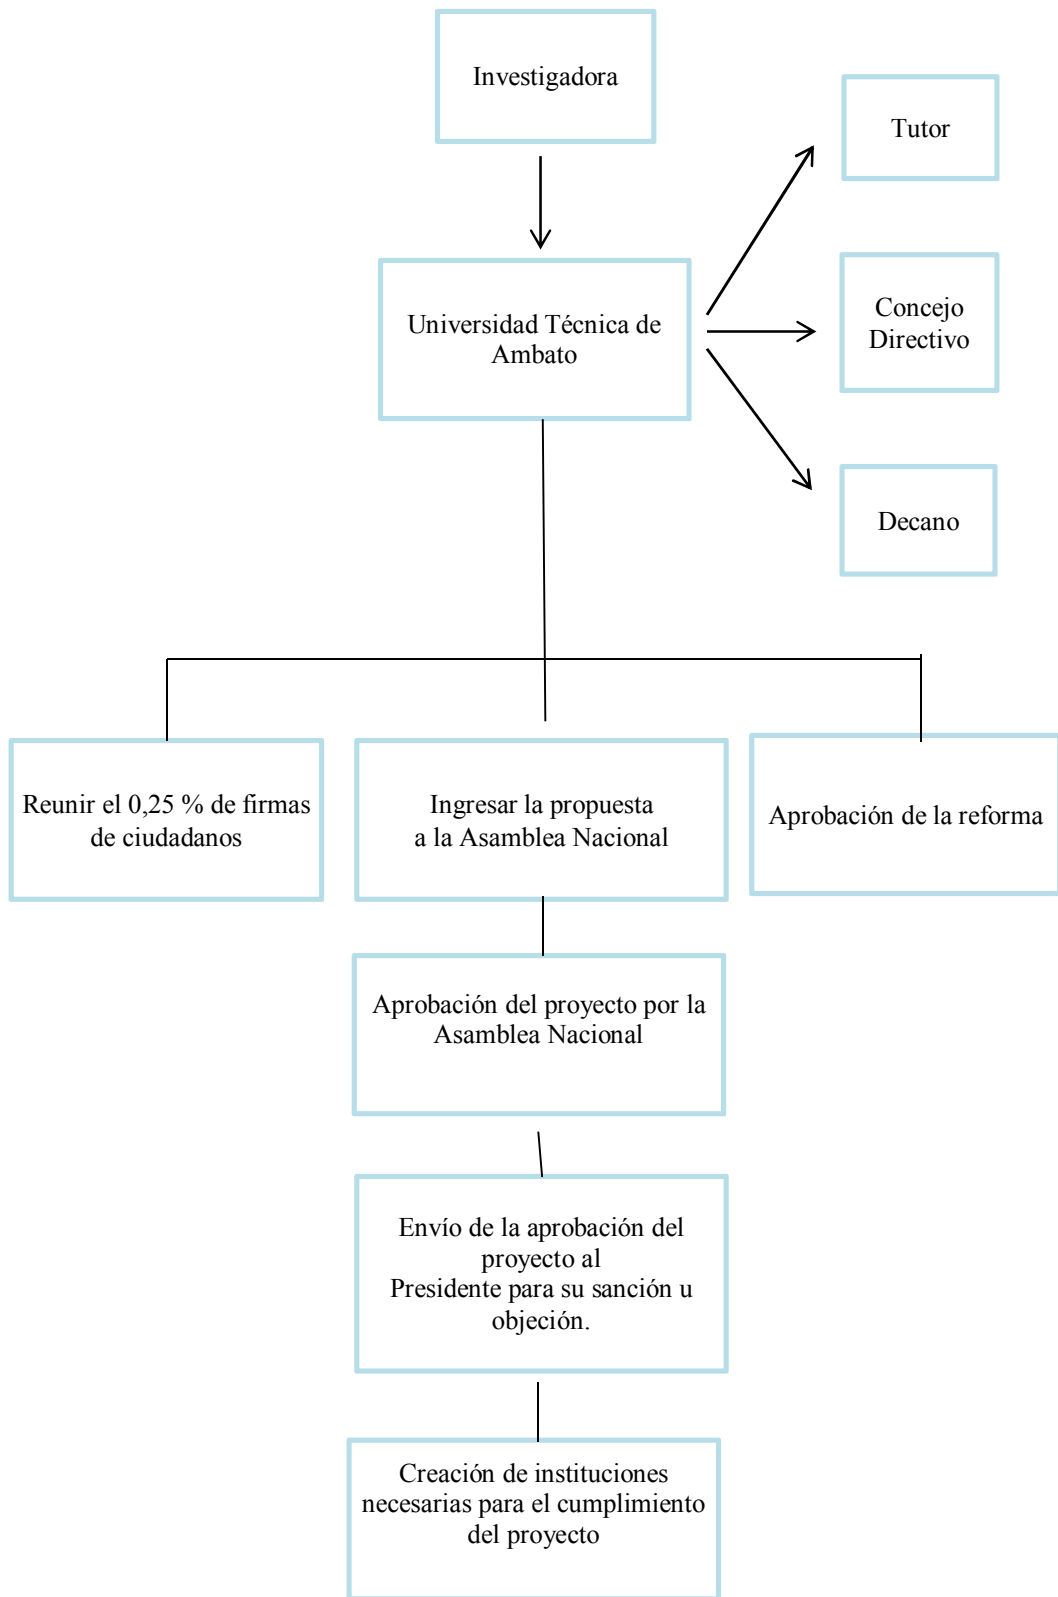 Investigadora
Tutor
Universidad Técnica de
Ambato
Concejo
Directivo
Decano
Reunir el 0,25 % de firmas
de ciudadanos
Ingresar la propuesta
a la Asamblea Nacional
Aprobación de la reforma
Aprobación del proyecto por la
Asamblea Nacional
Envío de la aprobación del
proyecto al
Presidente para su sanción u
objeción.
Creación de instituciones
necesarias para el cumplimiento
del proyecto